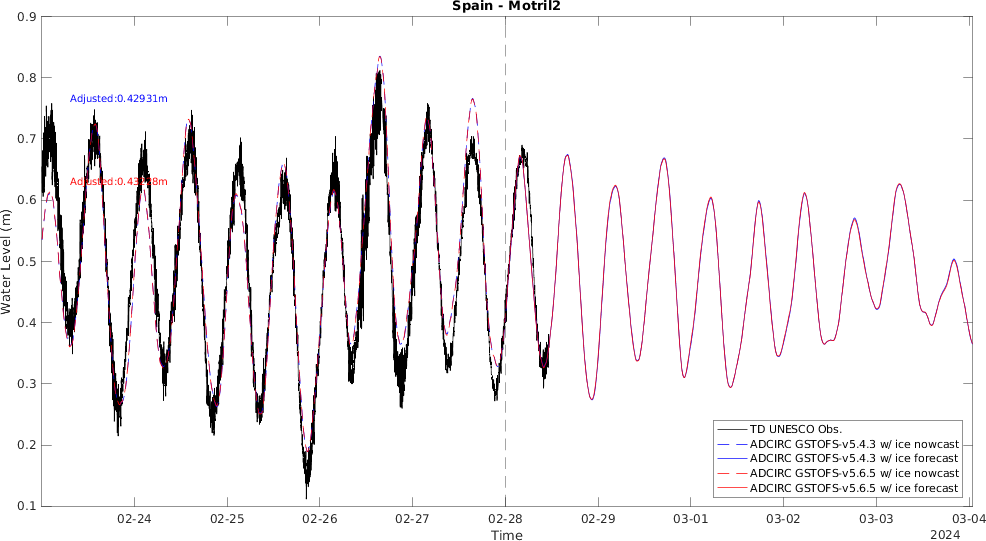 Spain - Motril2
0.9
0.8
0.7
0.6
0.5
0.4
0.3
0.2
0.1
Water Level (m)
Adjusted:0.42931m
02-24
02-25
02-26
02-27
02-28
02-29
03-01
03-02
03-03
03-04
2024
Time
TD UNESCO Obs.
ADCIRC GSTOFS-v5.4.3 w/ ice nowcast
ADCIRC GSTOFS-v5.4.3 w/ ice forecast
ADCIRC GSTOFS-v5.6.5 w/ ice nowcast
ADCIRC GSTOFS-v5.6.5 w/ ice forecast